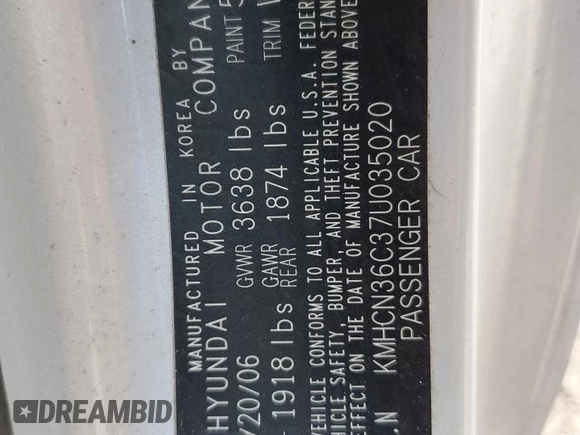 MANUFACTURED IN KOREA BY
HYUNDAI MOTOR COMPAN
/20/06 GVWR 3638 lbs PAINT
1918 lbs GAWR REAR 1874 lbs TRIM
VEHICLE CONFORMS TO ALL APPLICABLE U.S.A. FEDER
HICLE SAFETY, BUMPER, AND THEFT PREVENTION STAN
EFFECT ON THE DATE OF MANUFACTURE SHOWN ABOVE
.N KMHCN36C37U035020
PASSENGER CAR
DREAMBID